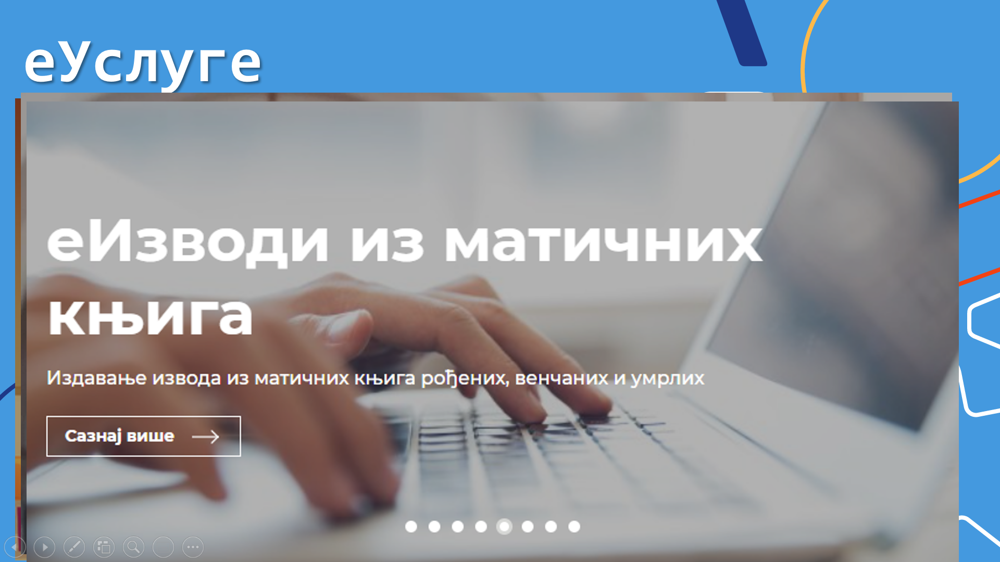 еУслуге
еИзводи из матичних
књига
Издавање извода из матичних књига рођених, венчаних и умрлих
Сазнај више